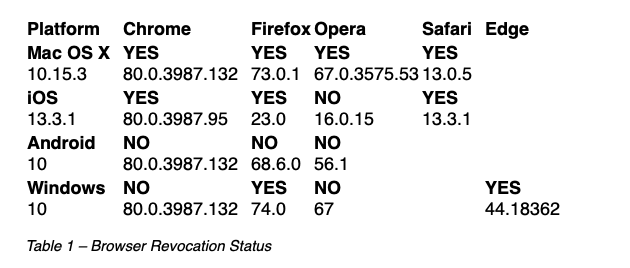 Platform Chrome Firefox Opera Safari Edge
Mac OS X YES YES YES YES
10.15.3 80.0.3987.132 73.0.1 67.0.3575.53 13.0.5
iOS YES YES NO YES
13.3.1 80.0.3987.95 23.0 16.0.15 13.3.1
Android NO NO NO
10 80.0.3987.132 68.6.0 56.1
Windows NO YES NO YES
10 80.0.3987.132 74.0 67 44.18362
Table 1 – Browser Revocation Status